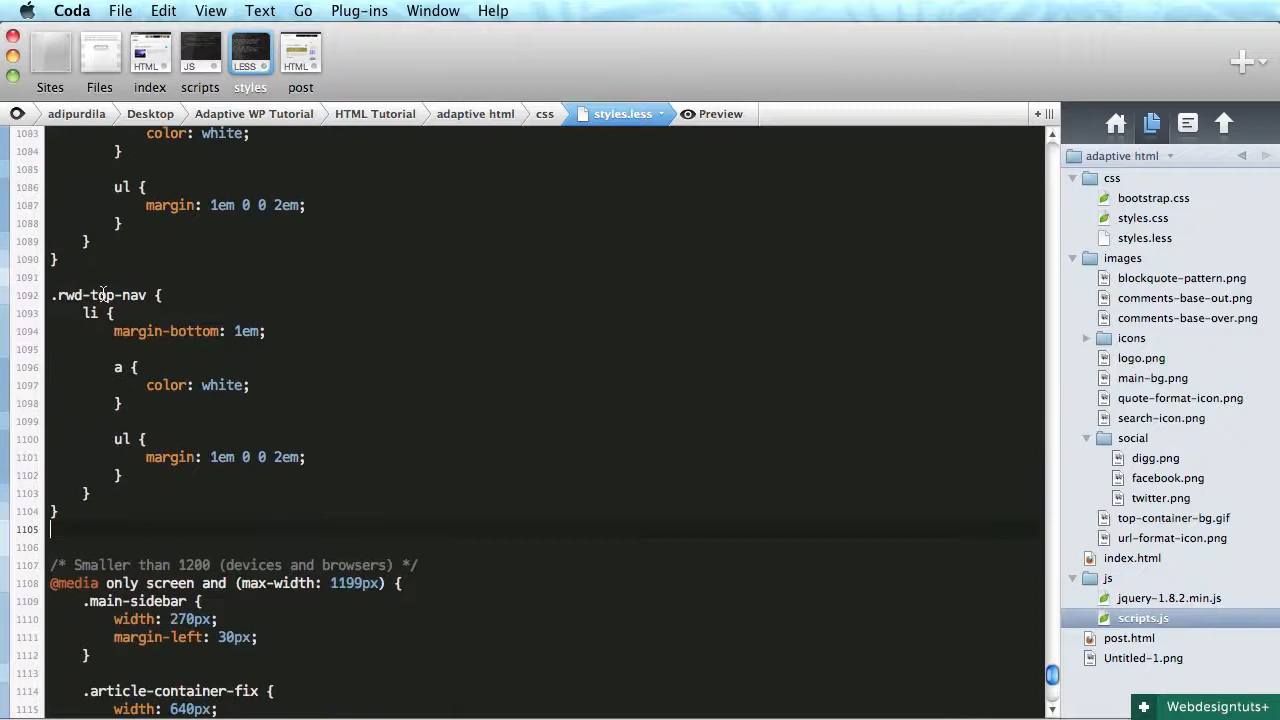 Coda File Edit View Text Go Plug-ins Window Help
HTML JS LESS HTML
Sites Files index scripts styles post
adipurdila Desktop Adaptive WP Tutorial HTML Tutorial adaptive html css styles.less Preview
1083 color: white;
1084 }
1085
1086 ul {
1087 margin: 1em 0 0 2em;
1088 }
1089 }
1090 }
1091
1092 .rwd-top-nav {
1093 li {
1094 margin-bottom: 1em;
1095
1096 a {
1097 color: white;
1098 }
1099
1100 ul {
1101 margin: 1em 0 0 2em;
1102 }
1103 }
1104 }
1105
1106
1107 /* Smaller than 1200 (devices and browsers) */
1108 @media only screen and (max-width: 1199px) {
1109 .main-sidebar {
1110 width: 270px;
1111 margin-left: 30px;
1112 }
1113
1114 .article-container-fix {
1115 width: 640px;
adaptive html
css
bootstrap.css
styles.css
styles.less
images
blockquote-pattern.png
comments-base-out.png
comments-base-over.png
icons
logo.png
main-bg.png
quote-format-icon.png
search-icon.png
social
digg.png
facebook.png
twitter.png
top-container-bg.gif
url-format-icon.png
index.html
js
jquery-1.8.2.min.js
scripts.js
post.html
Untitled-1.png
Webdesigntuts+